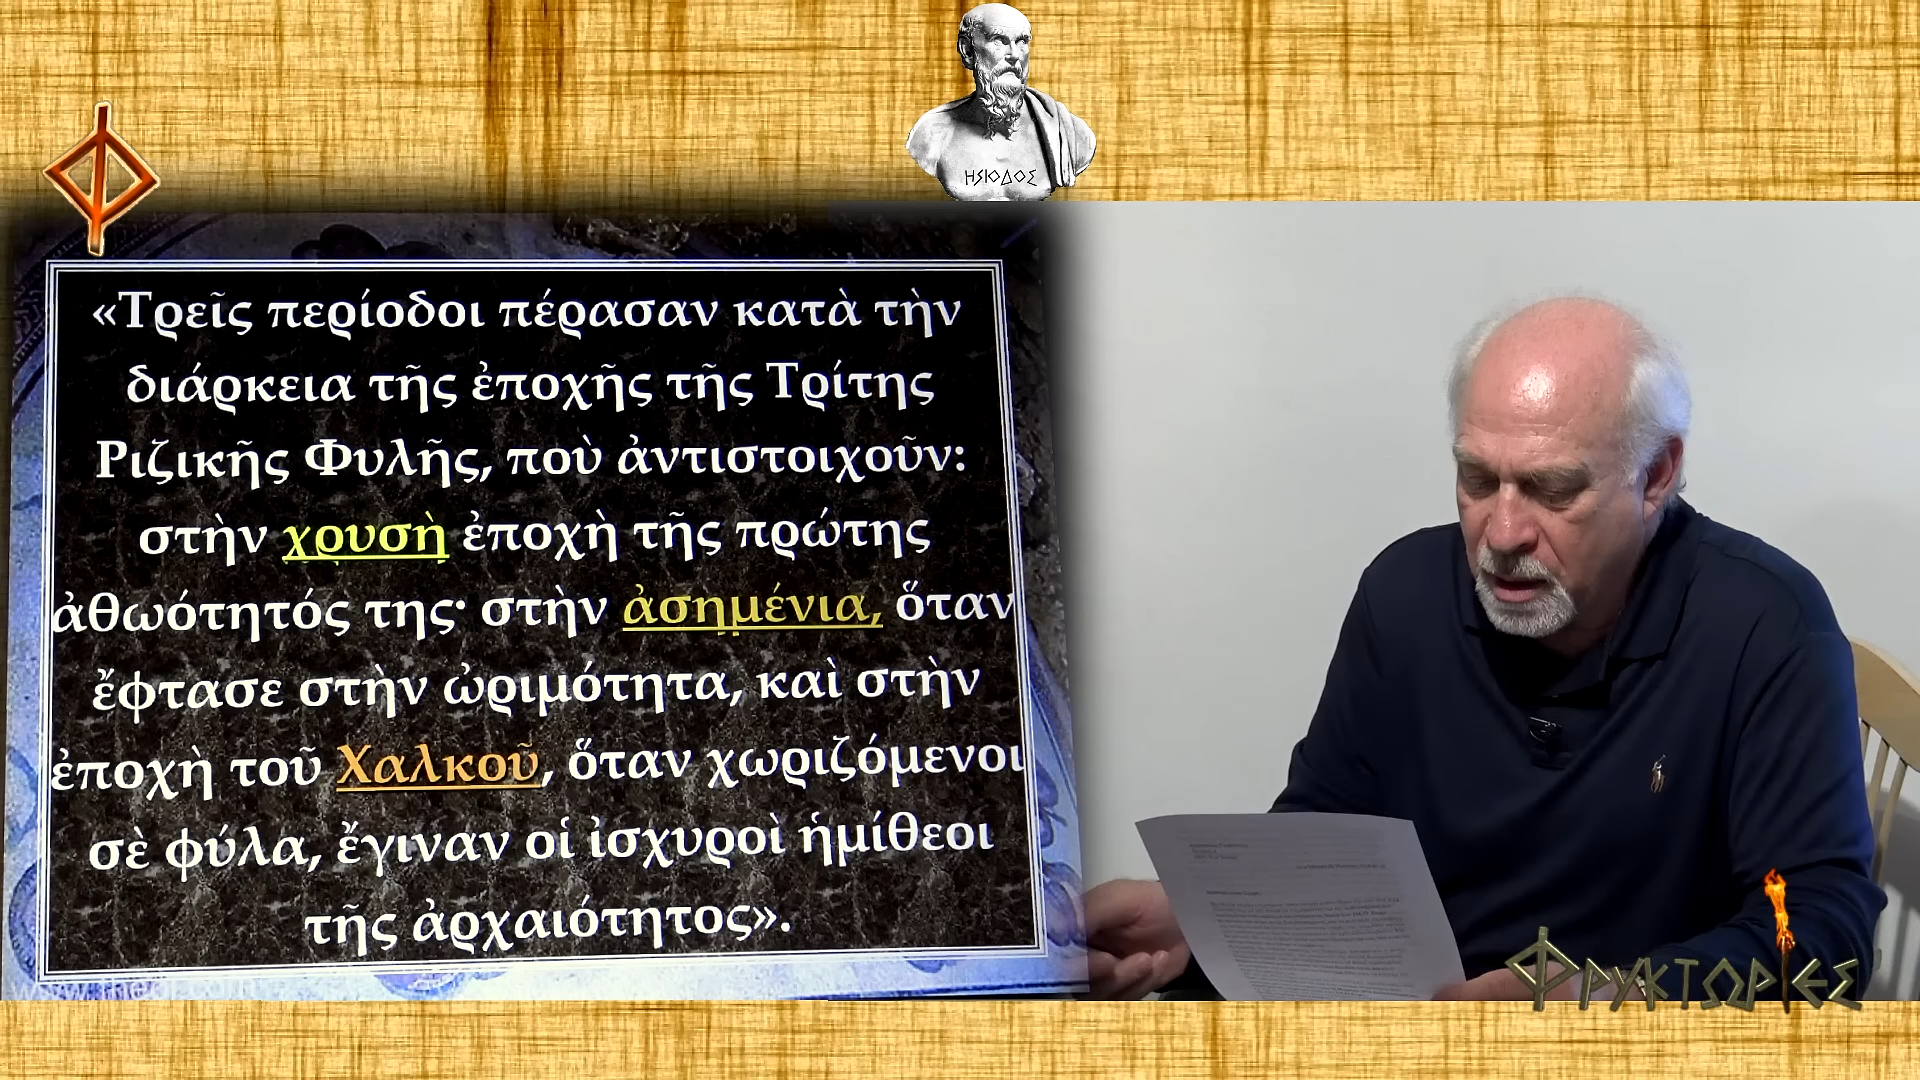 ΗΣΙΟΔΟΣ
«Τρεῖς περίοδοι πέρασαν κατὰ τὴν
διάρκεια τῆς ἐποχῆς τῆς Τρίτης
Ριζικῆς Φυλῆς, ποὺ ἀντιστοιχοῦν:
στὴν χρυσὴ ἐποχὴ τῆς πρώτης
ἀθωότητός της· στὴν ἀσημένια, ὅταν
ἔφτασε στὴν ὡριμότητα, καὶ στὴν
ἐποχὴ τοῦ Χαλκοῦ, ὅταν χωριζόμενοι
σὲ φύλα, ἔγιναν οἱ ἰσχυροὶ ἡμίθεοι
τῆς ἀρχαιότητος».
ΦΡΥΚΤΩΡΙΕΣ